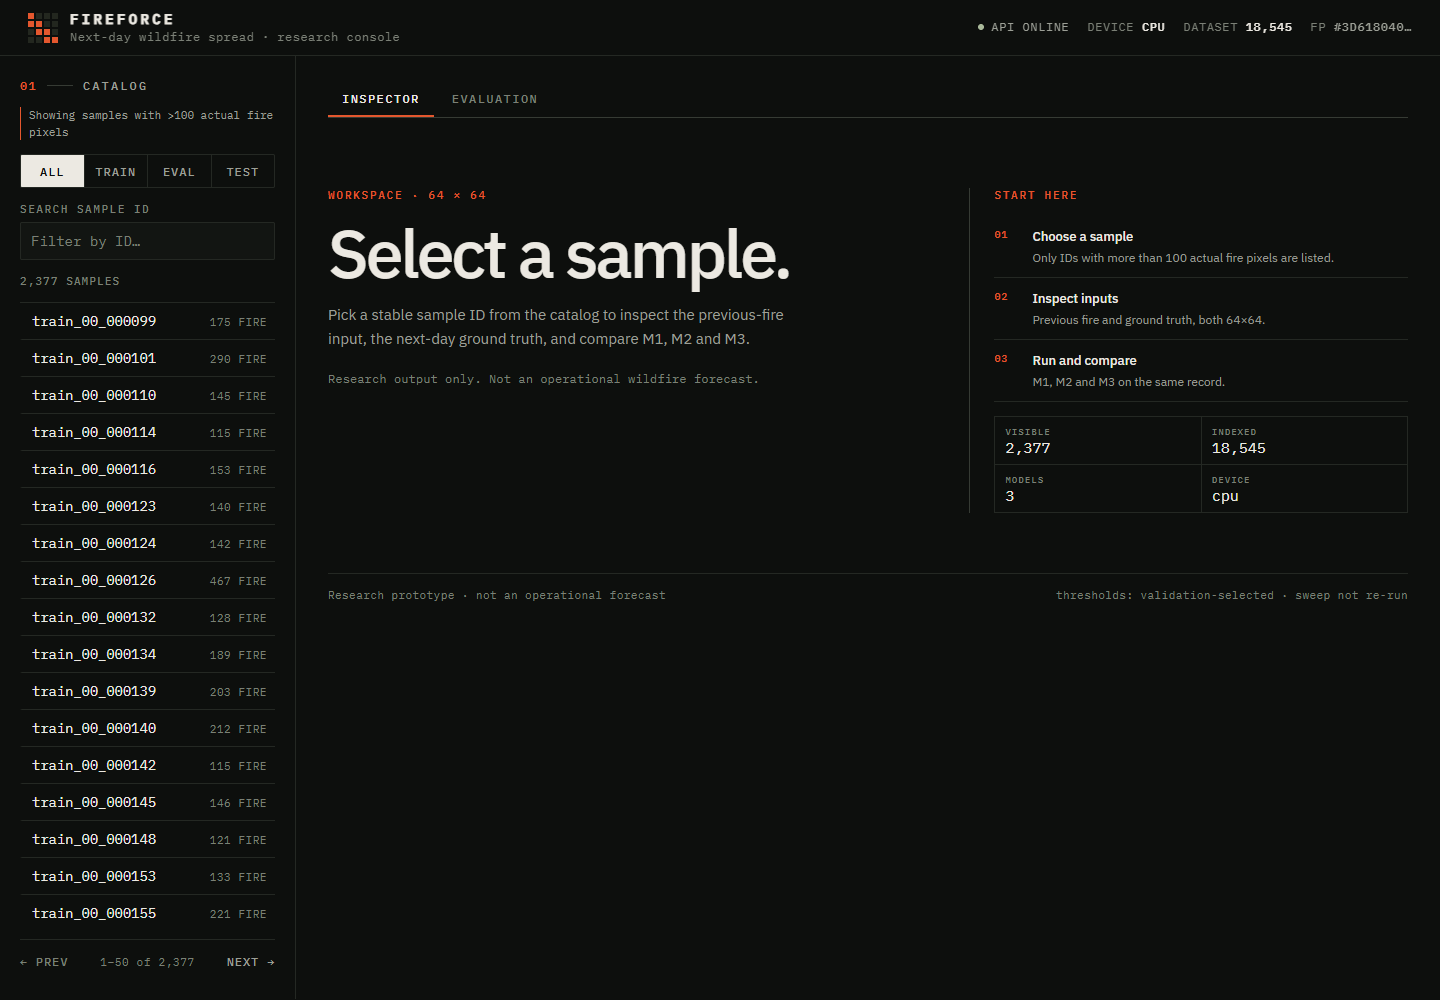 FIREFORCE
Next-day wildfire spread · research console
API ONLINE DEVICE CPU DATASET 18,545 FP #3D618040…
01 CATALOG
Showing samples with >100 actual fire
pixels
ALL TRAIN EVAL TEST
SEARCH SAMPLE ID
Filter by ID…
2,377 SAMPLES
train_00_000099 175 FIRE
train_00_000101 290 FIRE
train_00_000110 145 FIRE
train_00_000114 115 FIRE
train_00_000116 153 FIRE
train_00_000123 140 FIRE
train_00_000124 142 FIRE
train_00_000126 467 FIRE
train_00_000132 128 FIRE
train_00_000134 189 FIRE
train_00_000139 203 FIRE
train_00_000140 212 FIRE
train_00_000142 115 FIRE
train_00_000145 146 FIRE
train_00_000148 121 FIRE
train_00_000153 133 FIRE
train_00_000155 221 FIRE
← PREV 1–50 of 2,377 NEXT →
INSPECTOR EVALUATION
WORKSPACE · 64 × 64
Select a sample.
Pick a stable sample ID from the catalog to inspect the previous-fire
input, the next-day ground truth, and compare M1, M2 and M3.
Research output only. Not an operational wildfire forecast.
START HERE
01 Choose a sample
Only IDs with more than 100 actual fire pixels are listed.
02 Inspect inputs
Previous fire and ground truth, both 64×64.
03 Run and compare
M1, M2 and M3 on the same record.
VISIBLE INDEXED
2,377 18,545
MODELS DEVICE
3 cpu
Research prototype · not an operational forecast
thresholds: validation-selected · sweep not re-run